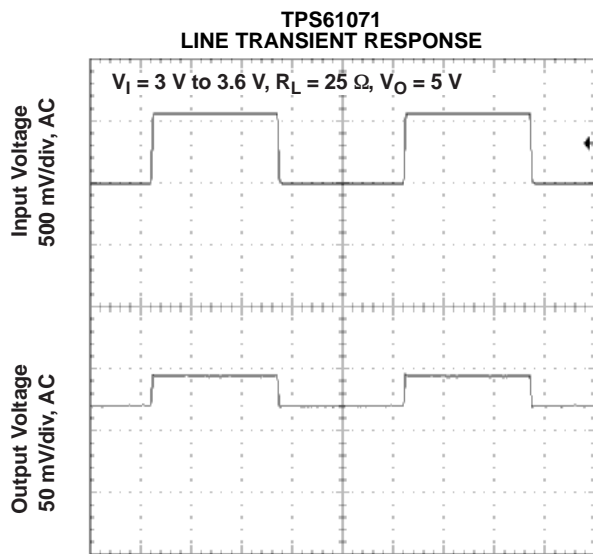 TPS61071
LINE TRANSIENT RESPONSE
V_I = 3 V to 3.6 V, R_L = 25 Ω, V_O = 5 V
Input Voltage
500 mV/div, AC
Output Voltage
50 mV/div, AC